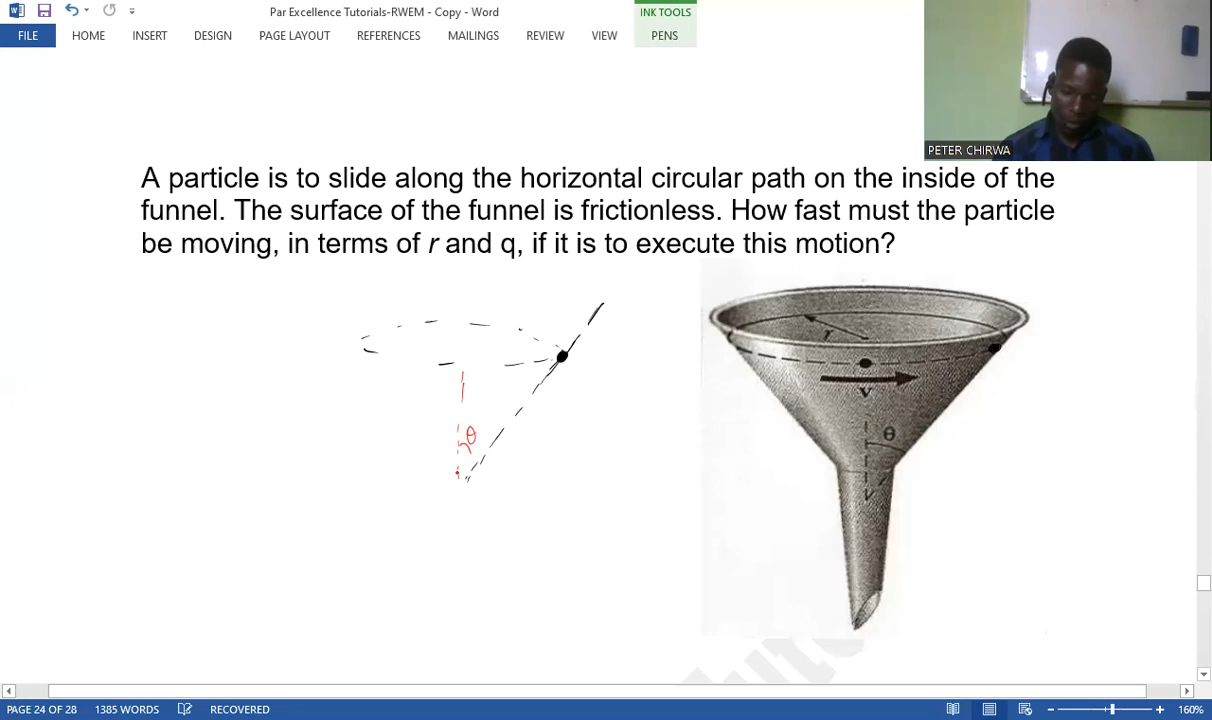 Par Excellence Tutorials-RWEM - Copy - Word
INK TOOLS
FILE HOME INSERT DESIGN PAGE LAYOUT REFERENCES MAILINGS REVIEW VIEW PENS
PETER CHIRWA
A particle is to slide along the horizontal circular path on the inside of the
funnel. The surface of the funnel is frictionless. How fast must the particle
be moving, in terms of r and q, if it is to execute this motion?
r
v
θ
θ
PAGE 24 OF 28 1385 WORDS RECOVERED 160%